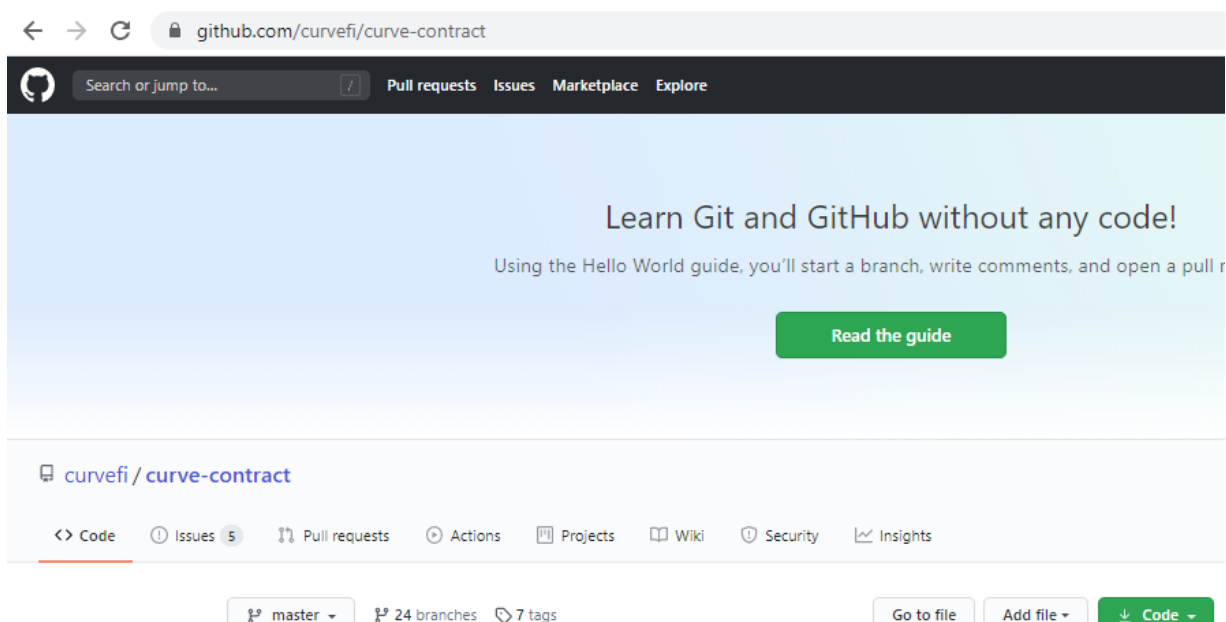 github.com/curvefi/curve-contract
Search or jump to... / Pull requests Issues Marketplace Explore
Learn Git and GitHub without any code!
Using the Hello World guide, you'll start a branch, write comments, and open a pull r
Read the guide
curvefi / curve-contract
<> Code Issues 5 Pull requests Actions Projects Wiki Security Insights
master 24 branches 7 tags Go to file Add file Code